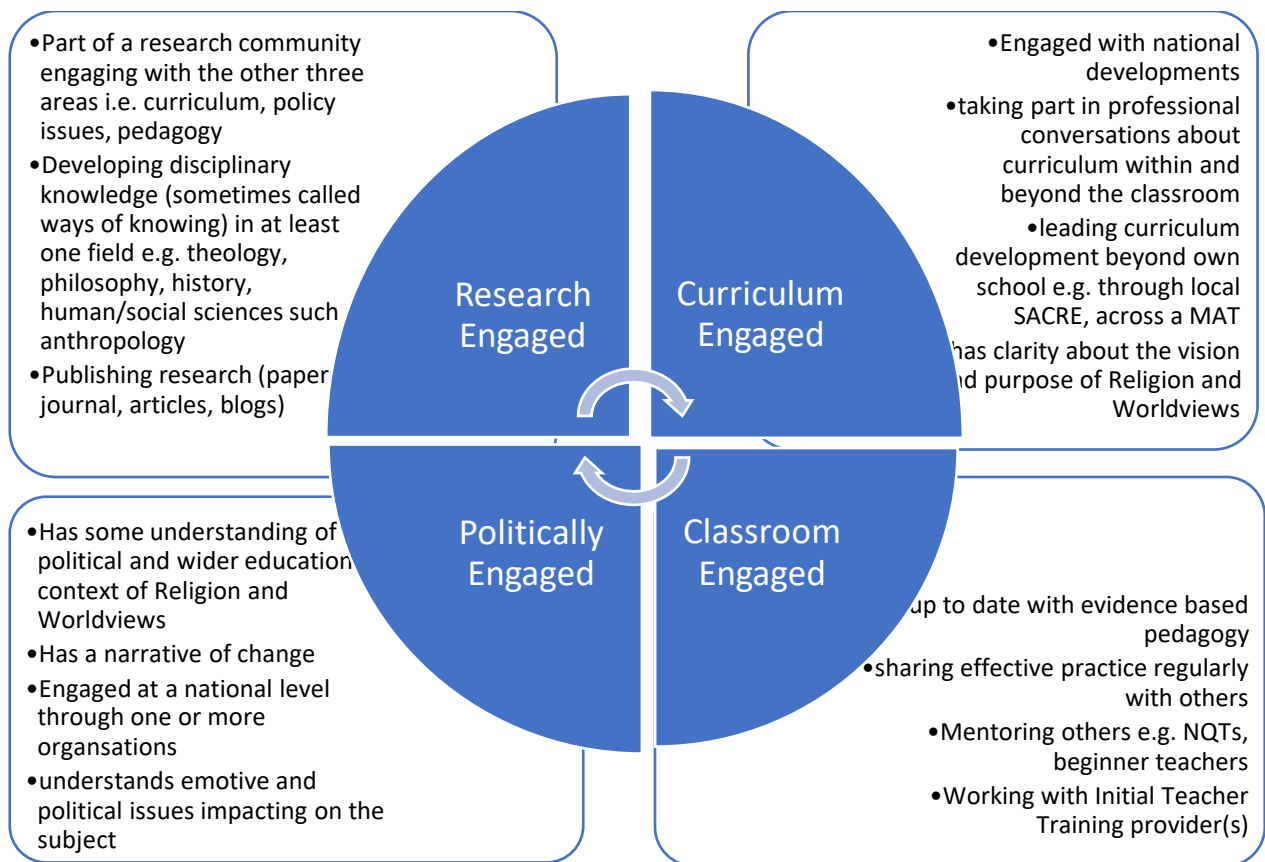 •Part of a research community
engaging with the other three
areas i.e. curriculum, policy
issues, pedagogy
•Developing disciplinary
knowledge (sometimes called
ways of knowing) in at least
one field e.g. theology,
philosophy, history,
human/social sciences such
anthropology
•Publishing research (paper
journal, articles, blogs)
•Engaged with national
developments
•taking part in professional
conversations about
curriculum within and
beyond the classroom
•leading curriculum
development beyond own
school e.g. through local
SACRE, across a MAT
has clarity about the vision
purpose of Religion and
Worldviews
Research
Engaged
Curriculum
Engaged
Politically
Engaged
Classroom
Engaged
•Has some understanding of
political and wider education
context of Religion and
Worldviews
•Has a narrative of change
•Engaged at a national level
through one or more
organsations
•understands emotive and
political issues impacting on the
subject
up to date with evidence based
pedagogy
•sharing effective practice regularly
with others
•Mentoring others e.g. NQTs,
beginner teachers
•Working with Initial Teacher
Training provider(s)